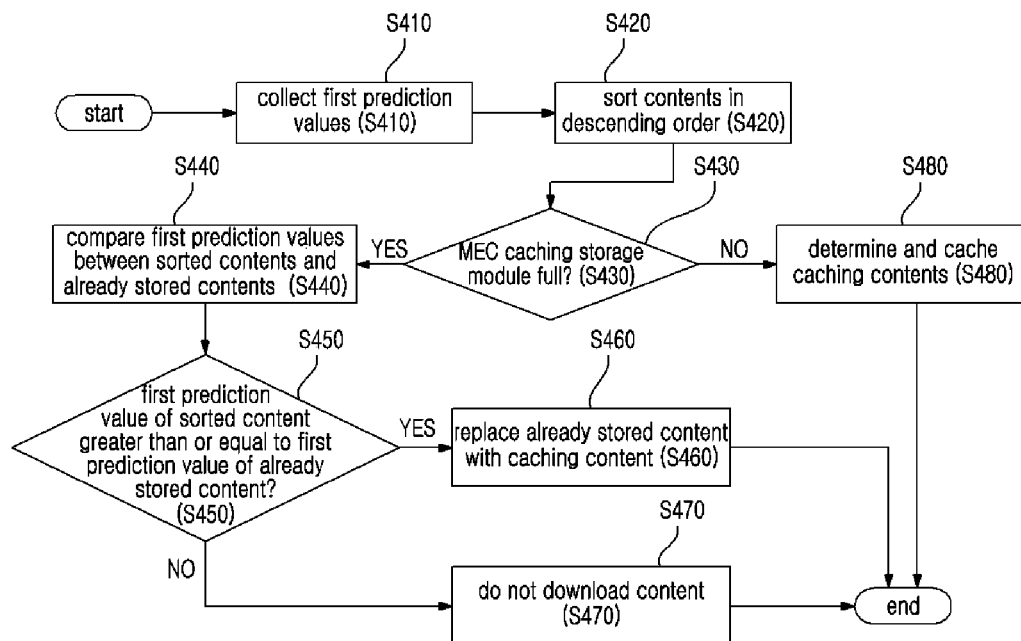 S410
S420
start
collect first prediction
values (S410)
sort contents in
descending order (S420)
S440
S430
S480
compare first prediction values
between sorted contents and
already stored contents (S440)
YES
MEC caching storage
module full? (S430)
NO
determine and cache
caching contents (S480)
S450
S460
first prediction
value of sorted content
greater than or equal to first
prediction value of already
stored content?
(S450)
YES
replace already stored content
with caching content (S460)
NO
S470
do not download content
(S470)
end